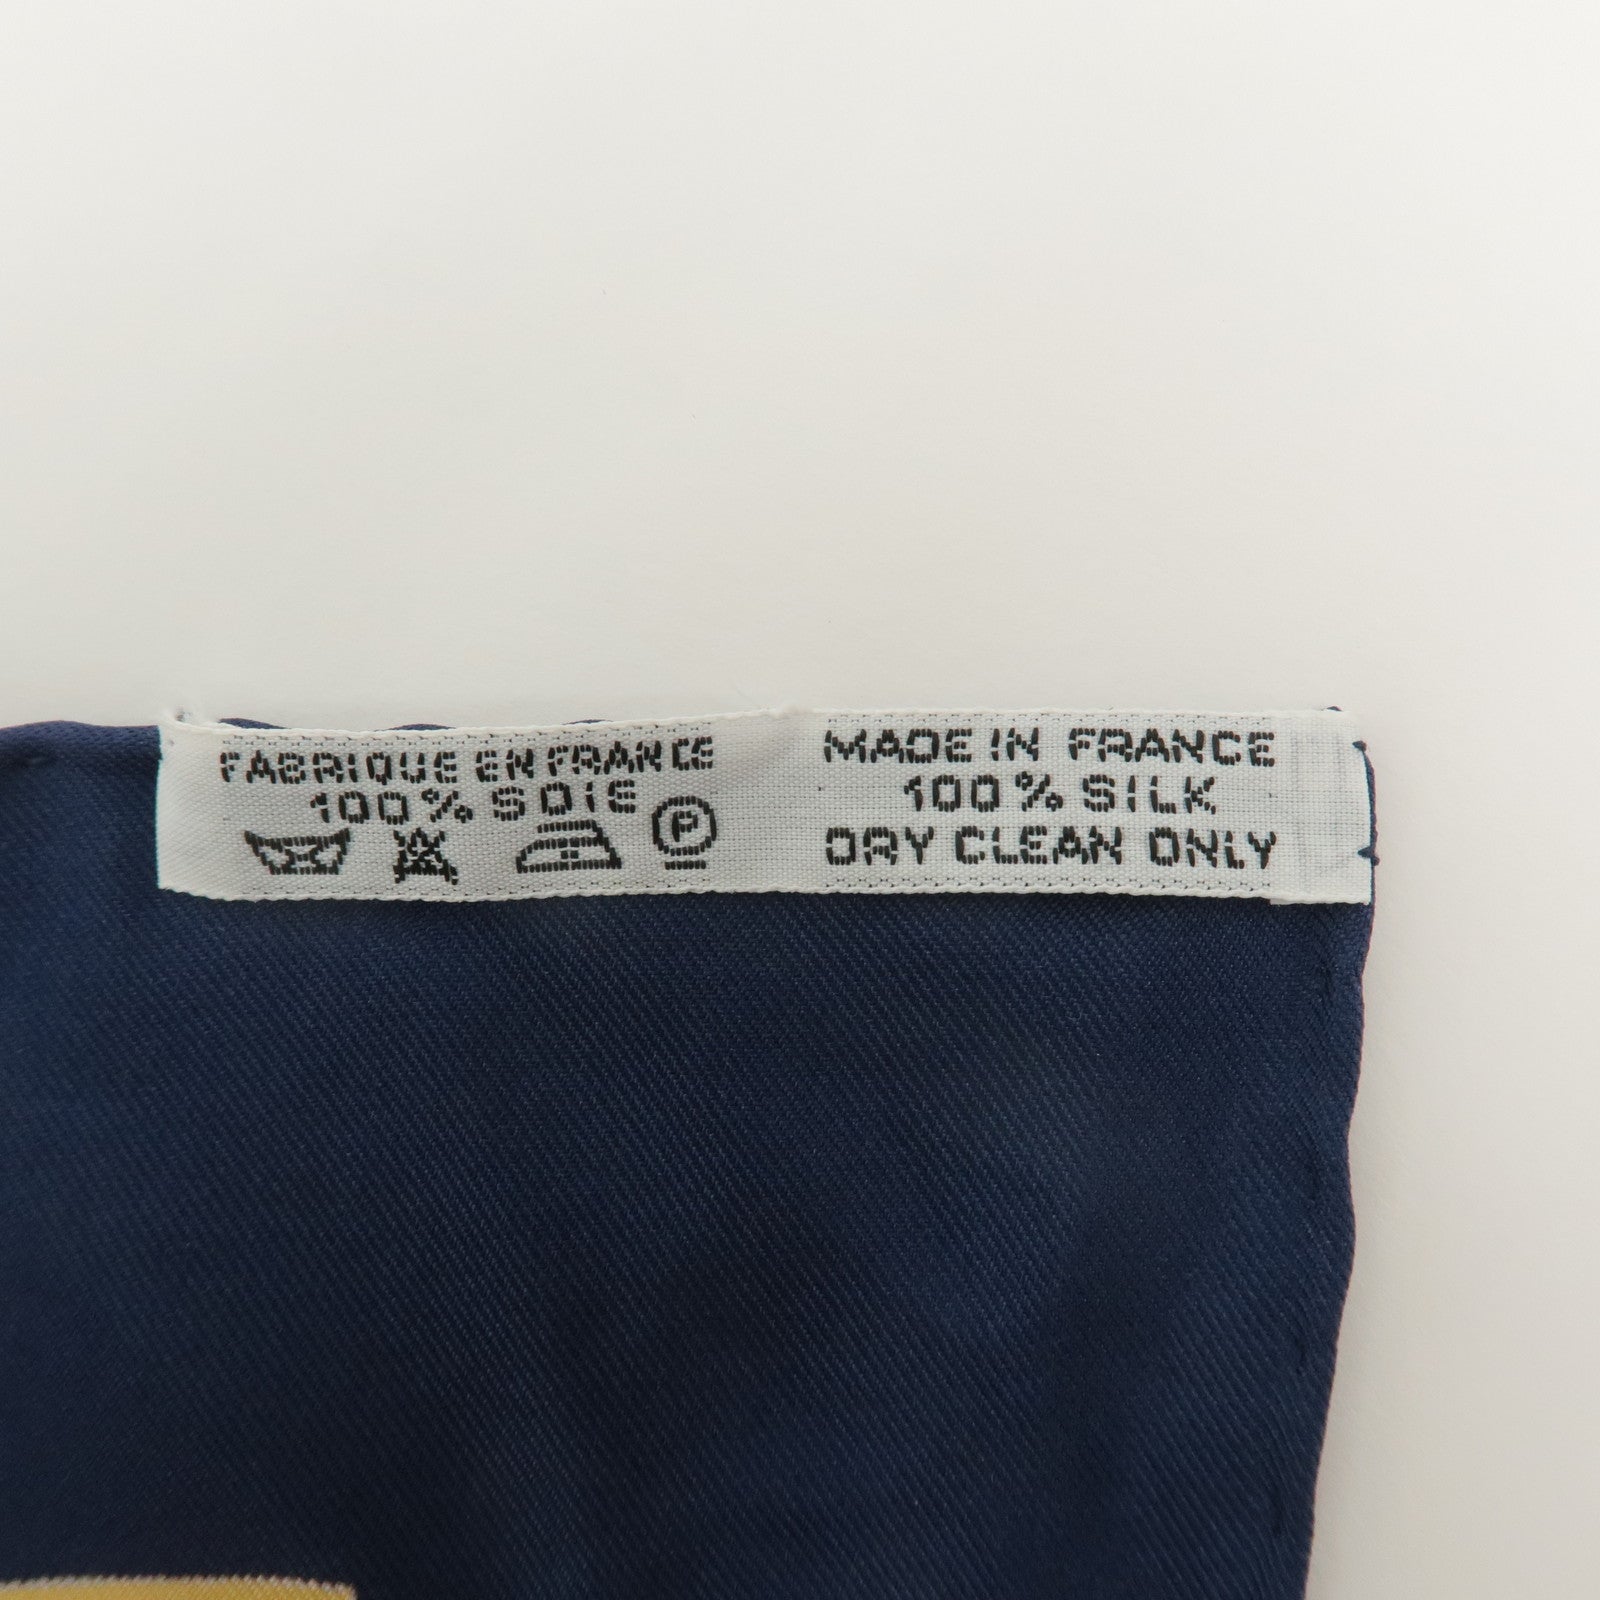 FABRIQUE EN FRANCE
100% SOIE
P
MADE IN FRANCE
100% SILK
DRY CLEAN ONLY